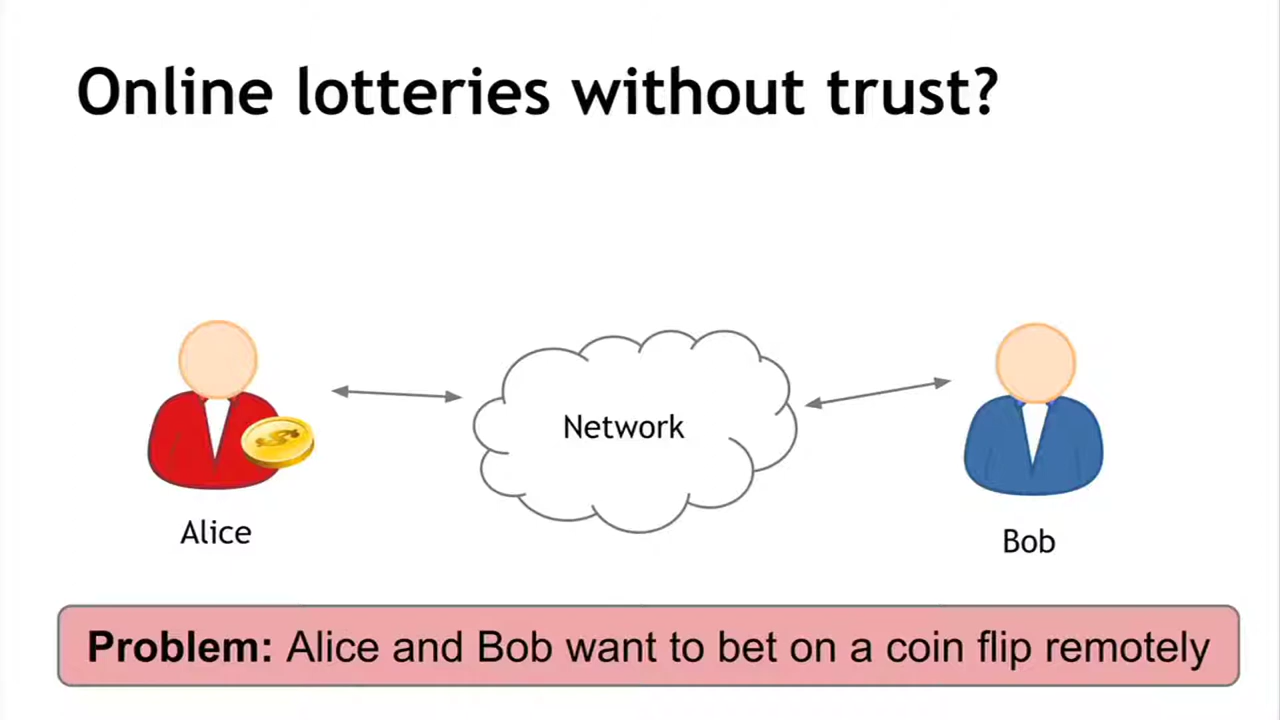 Online lotteries without trust?
Network
Alice
Bob
Problem: Alice and Bob want to bet on a coin flip remotely